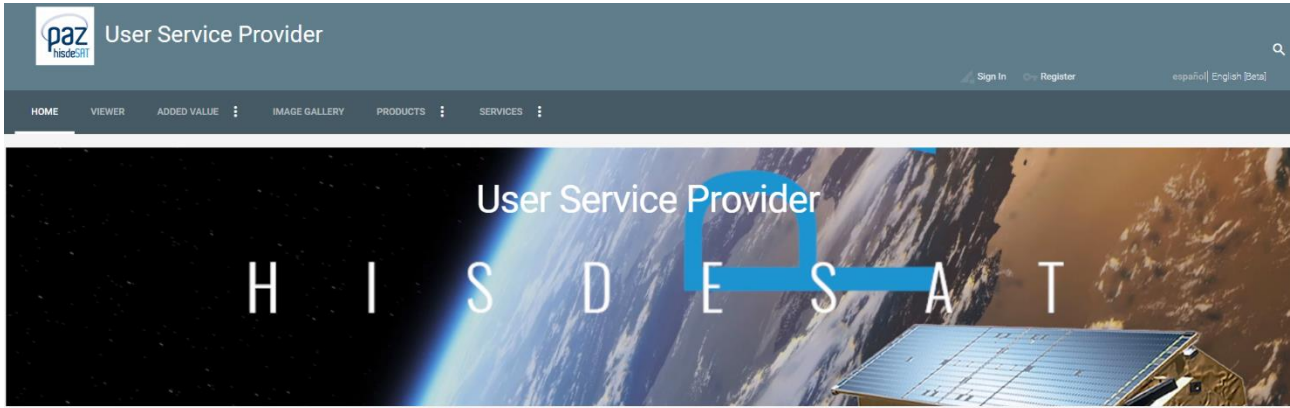 paz
hisdeSAT
User Service Provider
Sign In
Register
español| English [Beta]
HOME
VIEWER
ADDED VALUE
IMAGE GALLERY
PRODUCTS
SERVICES
User Service Provider
HISDESAT